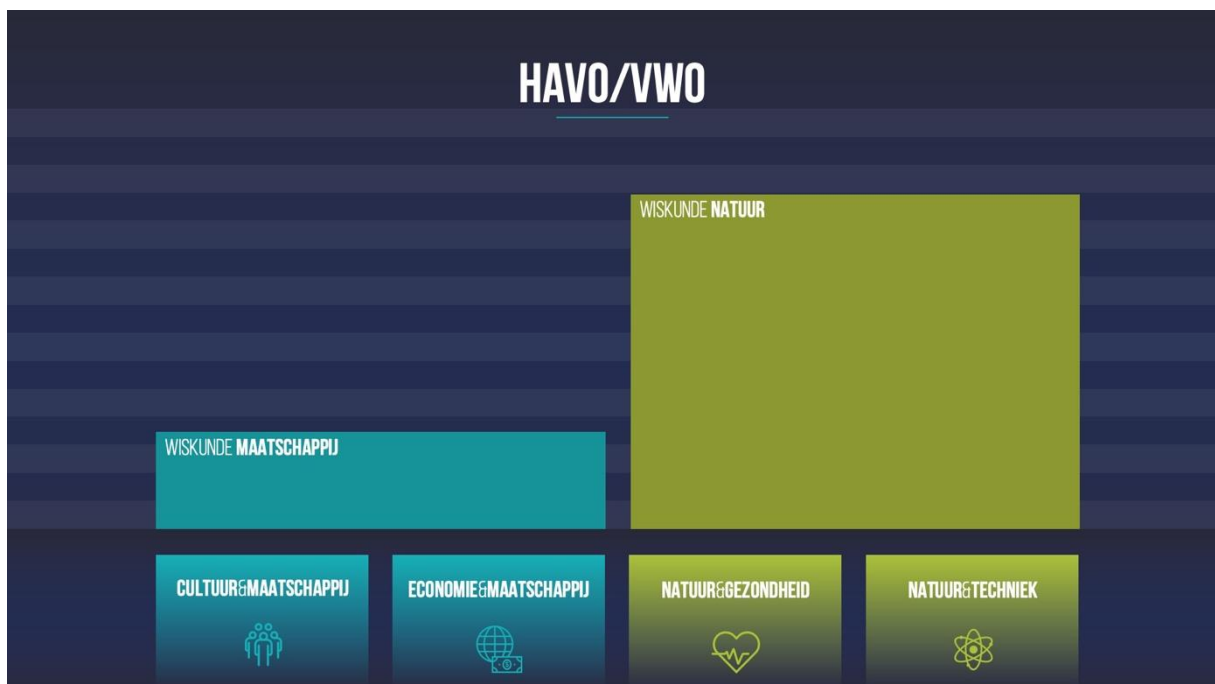 HAVO/VWO
WISKUNDE NATUUR
WISKUNDE MAATSCHAPPIJ
CULTUUR&MAATSCHAPPIJ
ECONOMIE&MAATSCHAPPIJ
NATUUR&GEZONDHEID
NATUUR&TECHNIEK